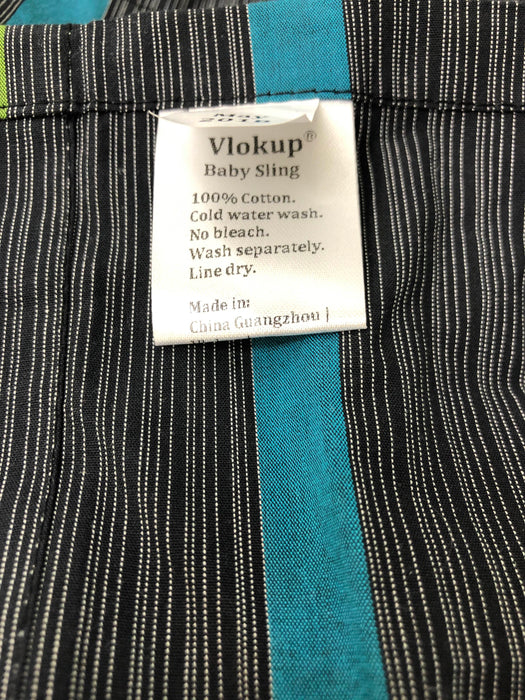 Vlokup®
Baby Sling
100% Cotton.
Cold water wash.
No bleach.
Wash separately.
Line dry.
Made in:
China Guangzhou